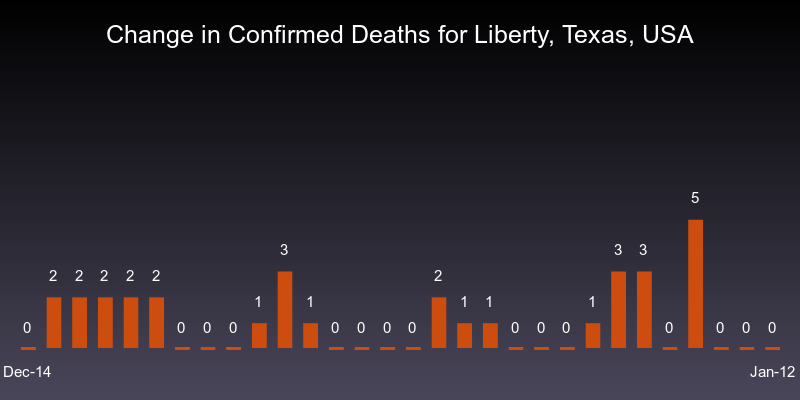 Change in Confirmed Deaths for Liberty, Texas, USA
0 2 2 2 2 2 0 0 0 1 3 1 0 0 0 0 2 1 1 0 0 0 1 3 3 0 5 0 0 0
Dec-14 Jan-12